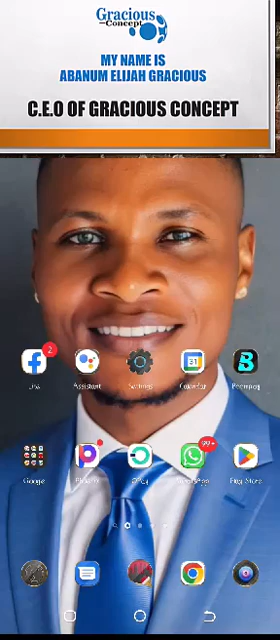 Gracious
Concept
MY NAME IS
ABANUM ELIJAH GRACIOUS
C.E.O OF GRACIOUS CONCEPT
2
31
Assistant
Settings
99+
Google
WhatsApp
Play Store